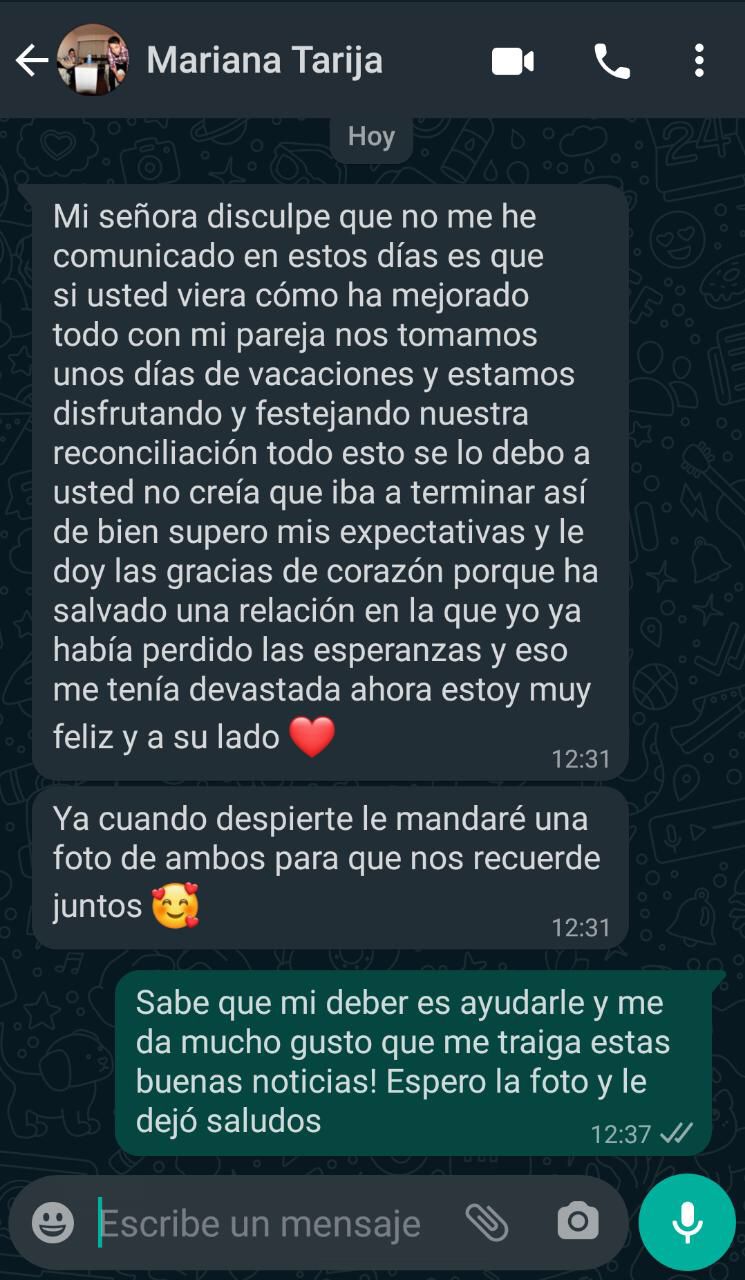 Mariana Tarija
Hoy
Mi señora disculpe que no me he
comunicado en estos días es que
si usted viera cómo ha mejorado
todo con mi pareja nos tomamos
unos días de vacaciones y estamos
disfrutando y festejando nuestra
reconciliación todo esto se lo debo a
usted no creía que iba a terminar así
de bien supero mis expectativas y le
doy las gracias de corazón porque ha
salvado una relación en la que yo ya
había perdido las esperanzas y eso
me tenía devastada ahora estoy muy
feliz y a su lado ❤️
12:31
Ya cuando despierte le mandaré una
foto de ambos para que nos recuerde
juntos 🥰
12:31
Sabe que mi deber es ayudarle y me
da mucho gusto que me traiga estas
buenas noticias! Espero la foto y le
dejó saludos
12:37
Escribe un mensaje